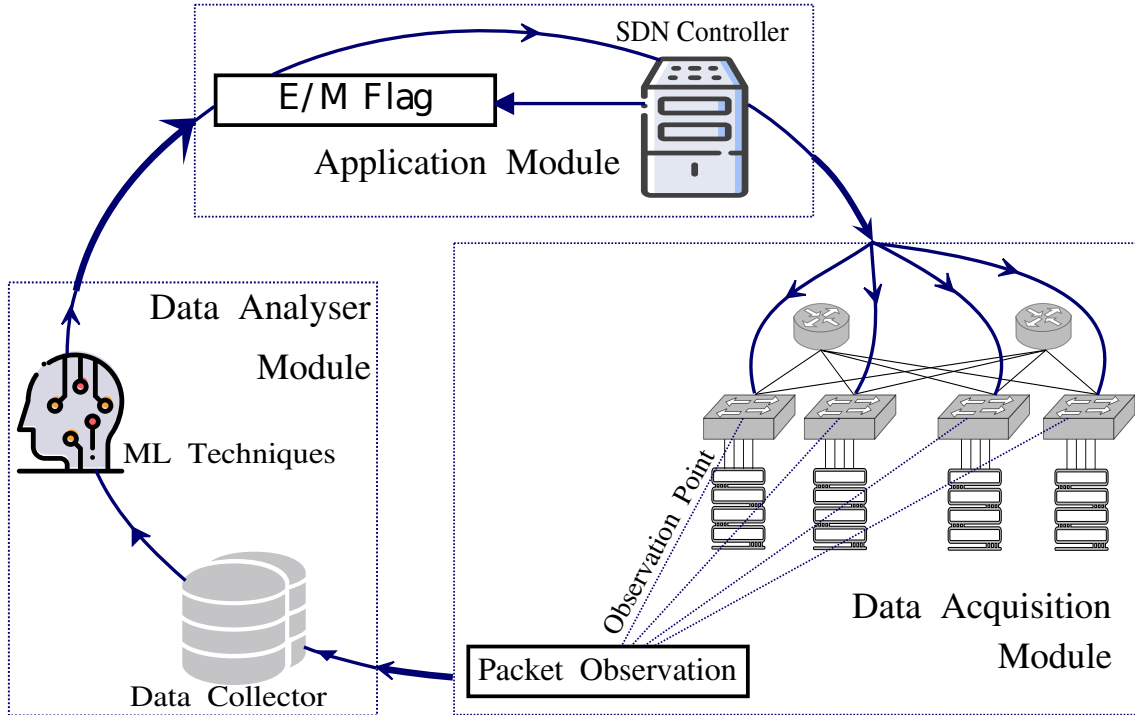 SDN Controller
E/M Flag
Application Module
Data Analyser
Module
ML Techniques
Data Collector
Observation Point
Packet Observation
Data Acquisition
Module